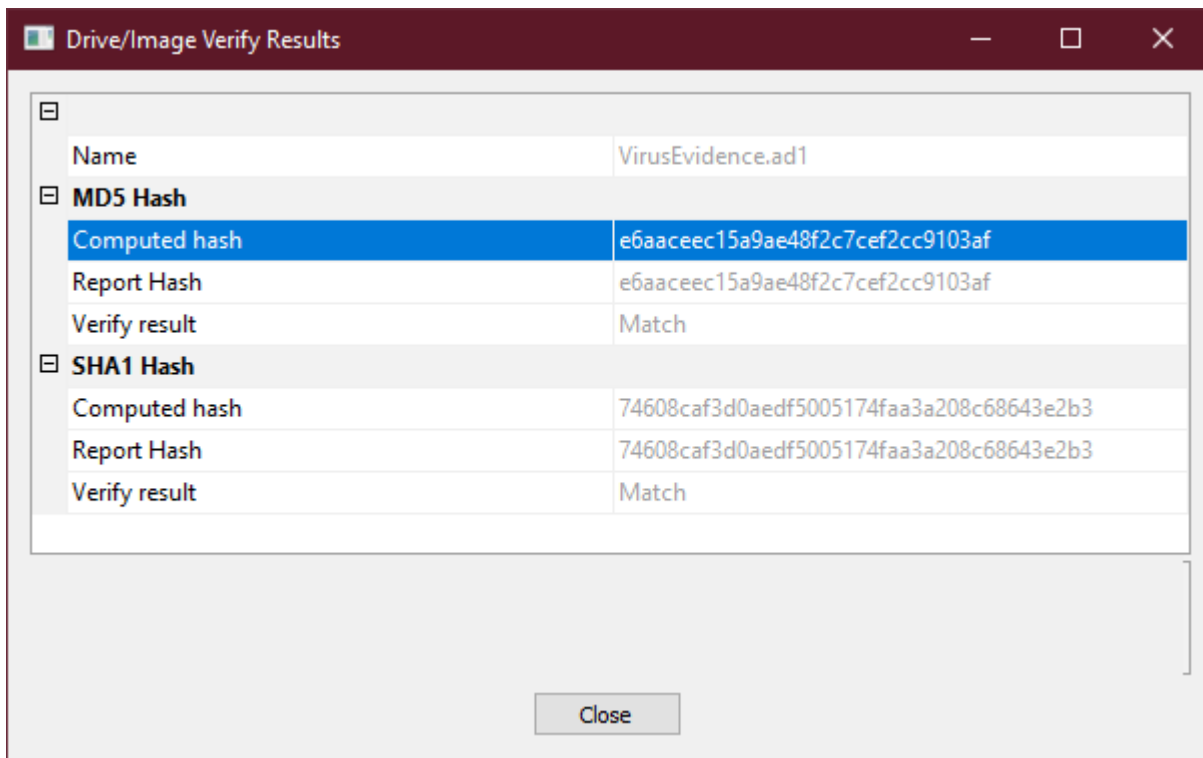 Drive/Image Verify Results
Name VirusEvidence.ad1
MD5 Hash
Computed hash e6aaceec15a9ae48f2c7cef2cc9103af
Report Hash e6aaceec15a9ae48f2c7cef2cc9103af
Verify result Match
SHA1 Hash
Computed hash 74608caf3d0aedf5005174faa3a208c68643e2b3
Report Hash 74608caf3d0aedf5005174faa3a208c68643e2b3
Verify result Match
Close